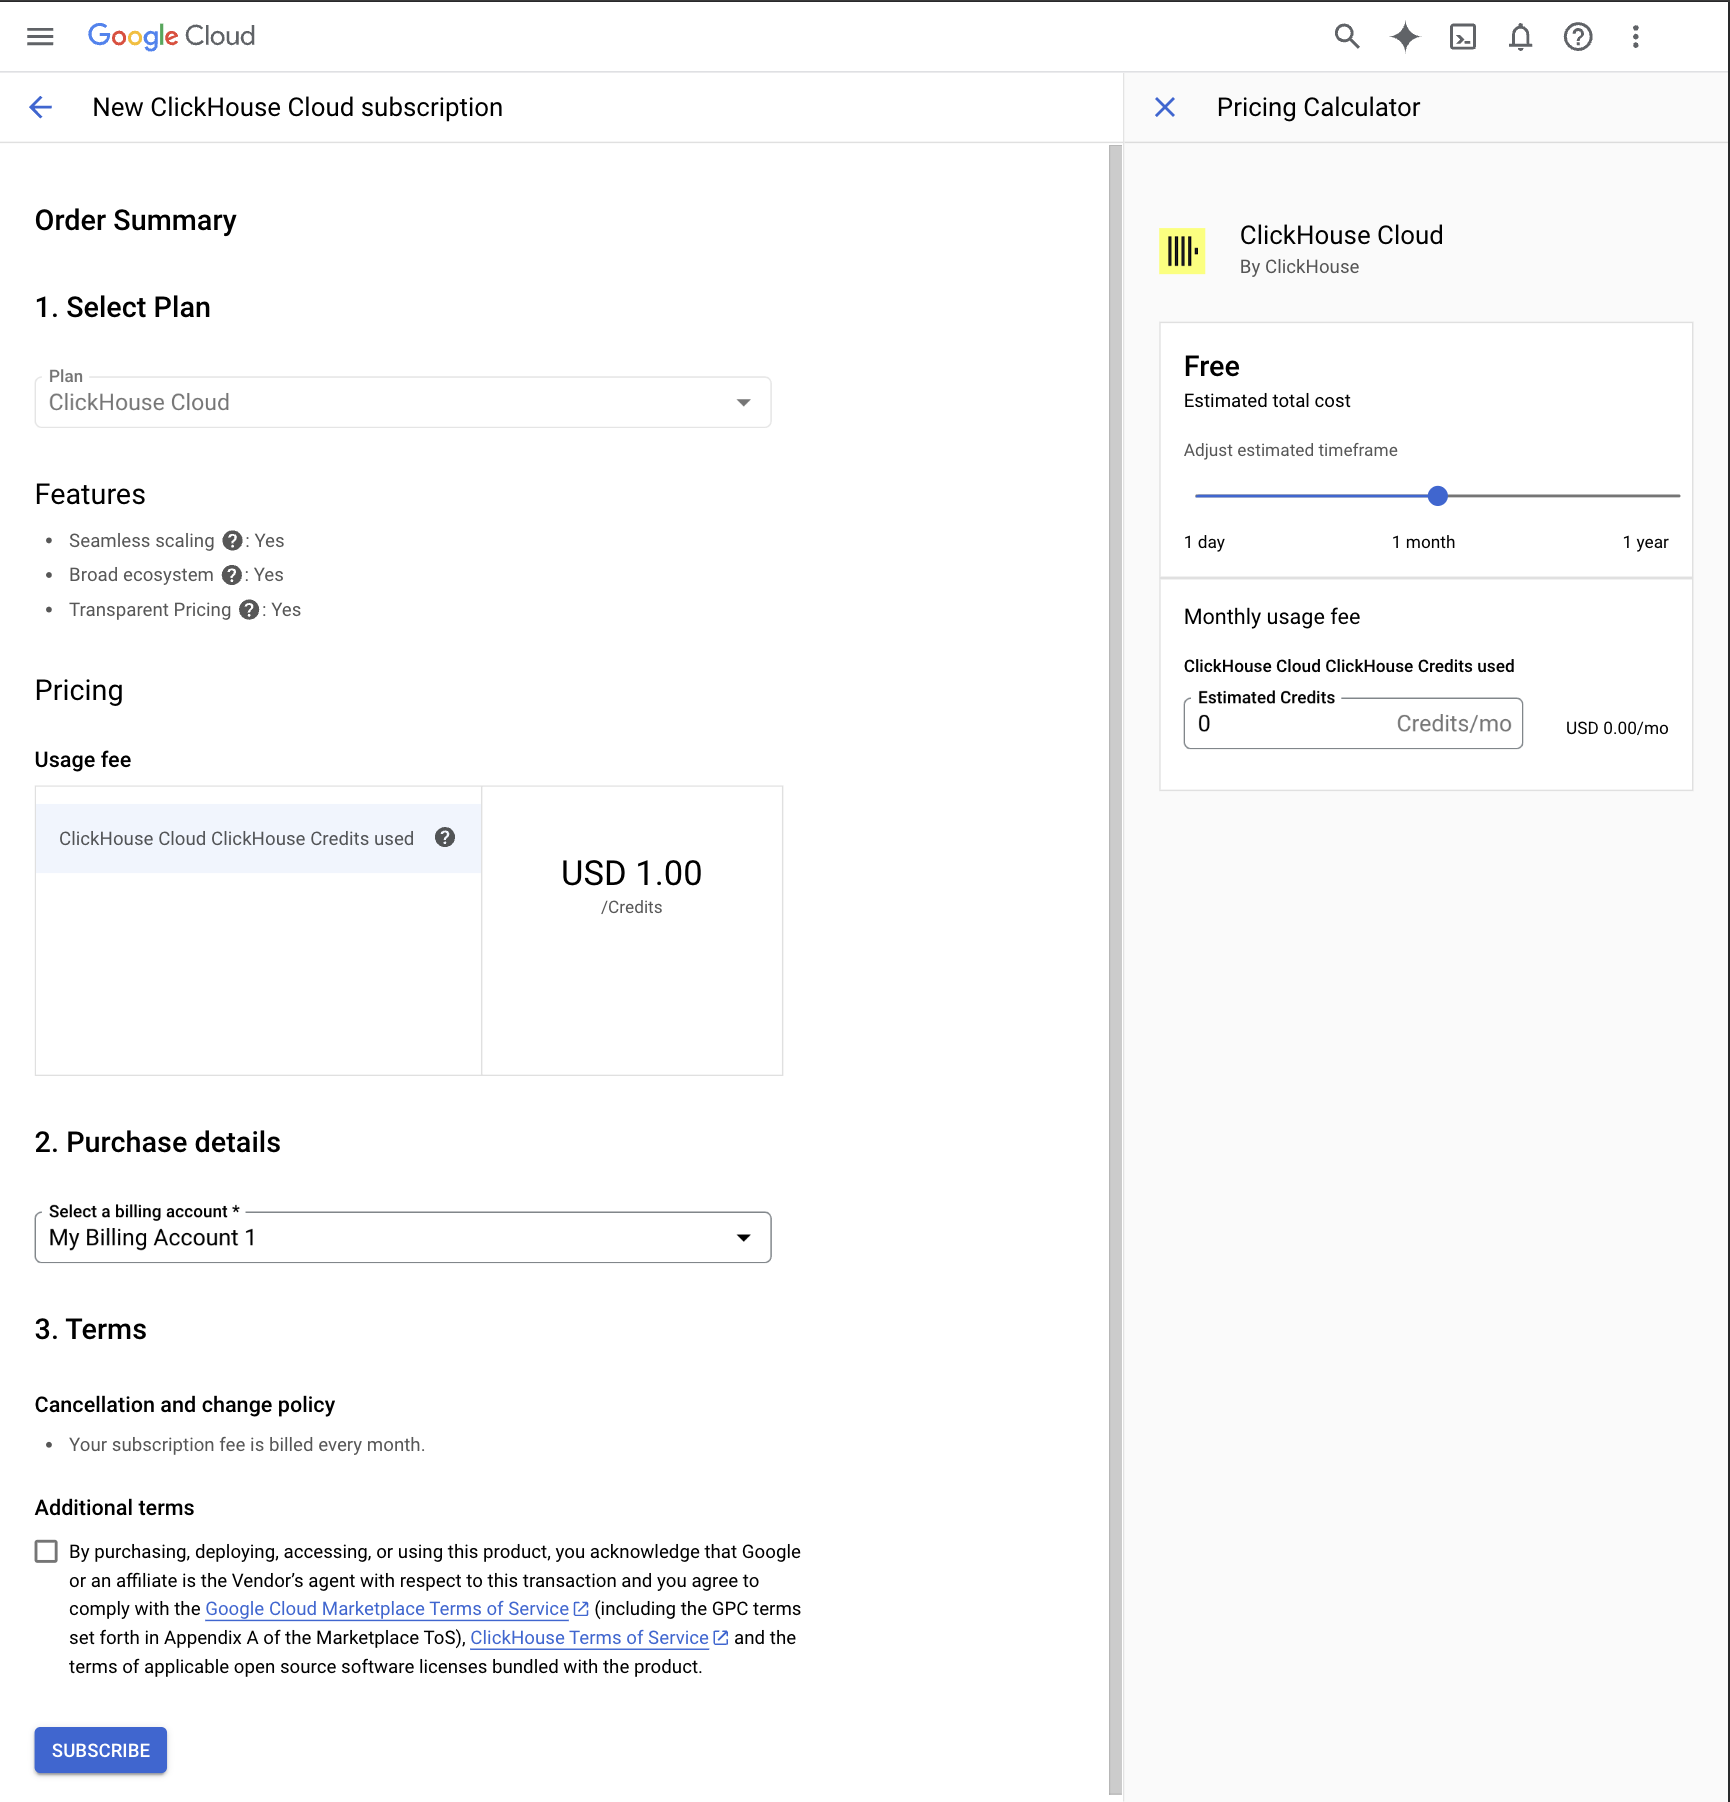 Google Cloud
New ClickHouse Cloud subscription
Order Summary
1. Select Plan
Plan
ClickHouse Cloud
Features
• Seamless scaling ? : Yes
• Broad ecosystem ? : Yes
• Transparent Pricing ? : Yes
Pricing
Usage fee
ClickHouse Cloud ClickHouse Credits used ?
USD 1.00
/Credits
2. Purchase details
Select a billing account *
My Billing Account 1
3. Terms
Cancellation and change policy
• Your subscription fee is billed every month.
Additional terms
By purchasing, deploying, accessing, or using this product, you acknowledge that Google
or an affiliate is the Vendor’s agent with respect to this transaction and you agree to
comply with the Google Cloud Marketplace Terms of Service (including the GPC terms
set forth in Appendix A of the Marketplace ToS), ClickHouse Terms of Service and the
terms of applicable open source software licenses bundled with the product.
SUBSCRIBE
Pricing Calculator
ClickHouse Cloud
By ClickHouse
Free
Estimated total cost
Adjust estimated timeframe
1 day 1 month 1 year
Monthly usage fee
ClickHouse Cloud ClickHouse Credits used
Estimated Credits
0 Credits/mo USD 0.00/mo